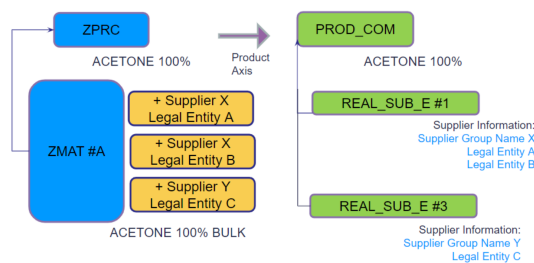 ZPRC
ACETONE 100%
Product
Axis
PROD_COM
ACETONE 100%
ZMAT #A
+ Supplier X
Legal Entity A
+ Supplier X
Legal Entity B
+ Supplier Y
Legal Entity C
ACETONE 100% BULK
REAL_SUB_E #1
Supplier Information:
Supplier Group Name X
Legal Entity A
Legal Entity B
REAL_SUB_E #3
Supplier Information:
Supplier Group Name Y
Legal Entity C